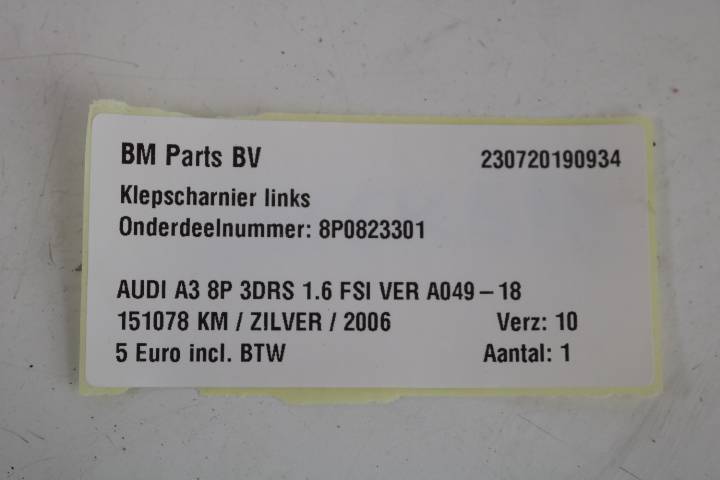 BM Parts BV 230720190934
Klepscharnier links
Onderdeelnummer: 8P0823301
AUDI A3 8P 3DRS 1.6 FSI VER A049-18
151078 KM / ZILVER / 2006 Verz: 10
5 Euro incl. BTW Aantal: 1